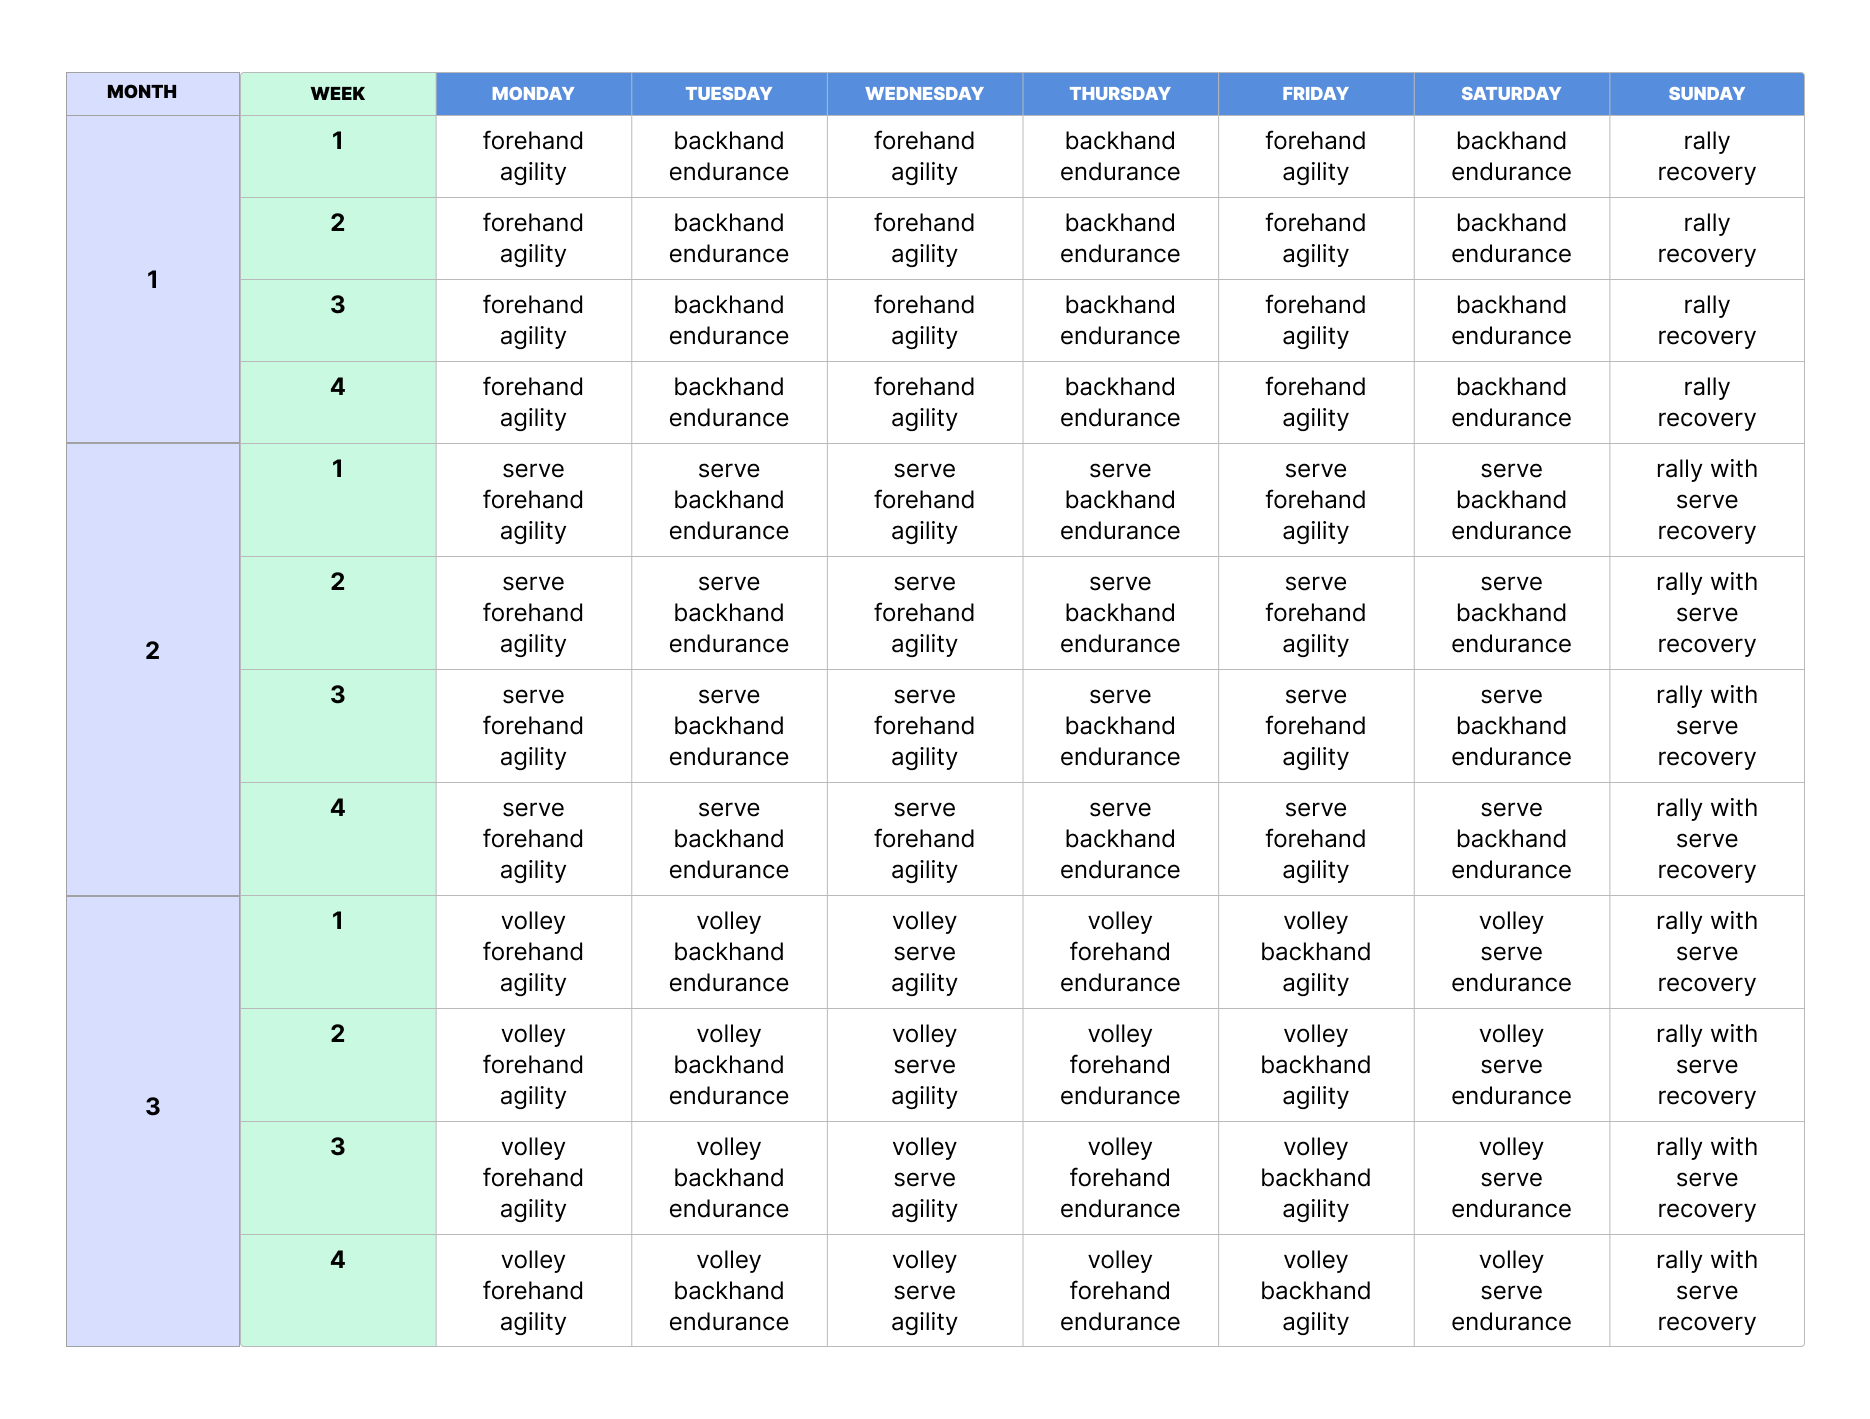 MONTH WEEK MONDAY TUESDAY WEDNESDAY THURSDAY FRIDAY SATURDAY SUNDAY
1
1 forehand backhand forehand backhand forehand backhand rally
agility endurance agility endurance agility endurance recovery
2 forehand backhand forehand backhand forehand backhand rally
agility endurance agility endurance agility endurance recovery
3 forehand backhand forehand backhand forehand backhand rally
agility endurance agility endurance agility endurance recovery
4 forehand backhand forehand backhand forehand backhand rally
agility endurance agility endurance agility endurance recovery
2
1 serve serve serve serve serve serve rally with
forehand backhand forehand backhand forehand backhand serve
agility endurance agility endurance agility endurance recovery
2 serve serve serve serve serve serve rally with
forehand backhand forehand backhand forehand backhand serve
agility endurance agility endurance agility endurance recovery
3 serve serve serve serve serve serve rally with
forehand backhand forehand backhand forehand backhand serve
agility endurance agility endurance agility endurance recovery
4 serve serve serve serve serve serve rally with
forehand backhand forehand backhand forehand backhand serve
agility endurance agility endurance agility endurance recovery
3
1 volley volley volley volley volley volley rally with
forehand backhand serve forehand backhand serve serve
agility endurance agility endurance agility endurance recovery
2 volley volley volley volley volley volley rally with
forehand backhand serve forehand backhand serve serve
agility endurance agility endurance agility endurance recovery
3 volley volley volley volley volley volley rally with
forehand backhand serve forehand backhand serve serve
agility endurance agility endurance agility endurance recovery
4 volley volley volley volley volley volley rally with
forehand backhand serve forehand backhand serve serve
agility endurance agility endurance agility endurance recovery